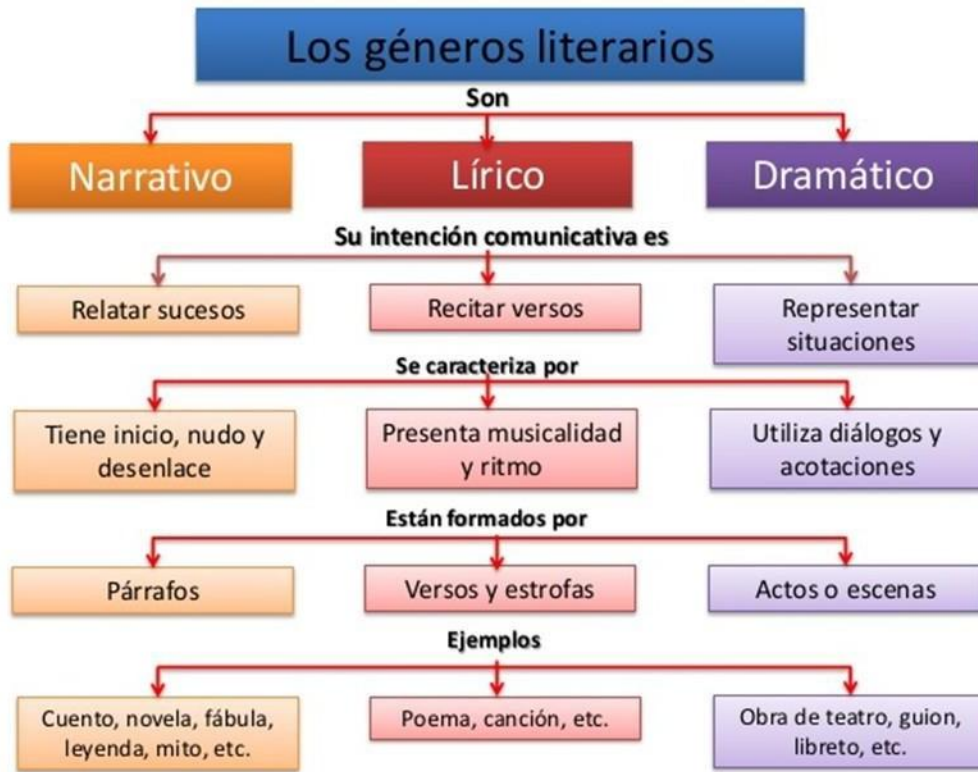 Los géneros literarios
Son
Narrativo
Lírico
Dramático
Su intención comunicativa es
Relatar sucesos
Recitar versos
Representar
situaciones
Se caracteriza por
Tiene inicio, nudo y
desenlace
Presenta musicalidad
y ritmo
Utiliza diálogos y
acotaciones
Están formados por
Párrafos
Versos y estrofas
Actos o escenas
Ejemplos
Cuento, novela, fábula,
leyenda, mito, etc.
Poema, canción, etc.
Obra de teatro, guion,
libreto, etc.